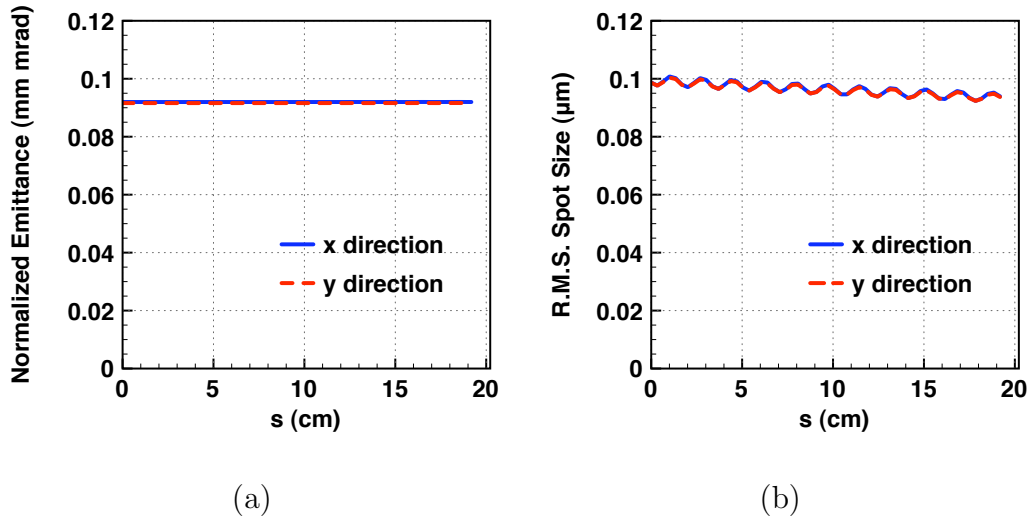 Normalized Emittance (mm mrad)
0.12
0.1
0.08
0.06
0.04
0.02
0
x direction
y direction
0 5 10 15 20
s (cm)
(a)
R.M.S. Spot Size (µm)
0.12
0.1
0.08
0.06
0.04
0.02
0
x direction
y direction
0 5 10 15 20
s (cm)
(b)